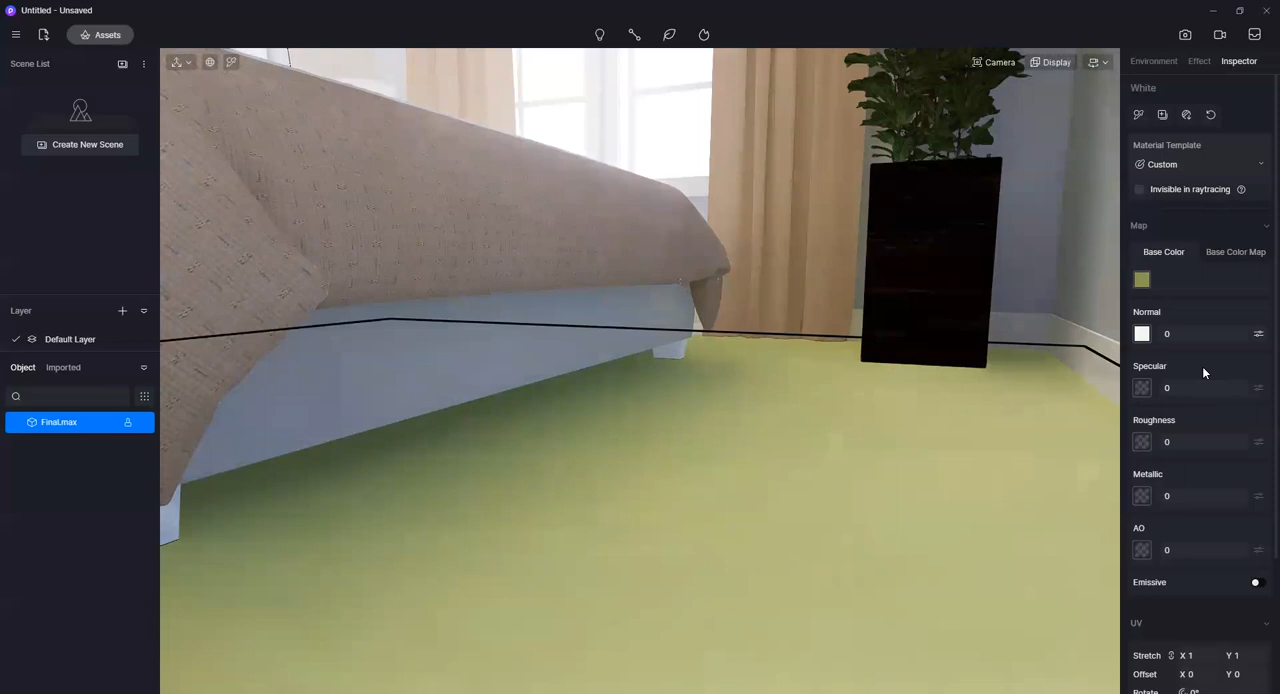 Untitled - Unsaved
Assets
Scene List
Create New Scene
Layer
Default Layer
Object Imported
Final.max
Camera Display
Environment Effect Inspector
White
Material Template
Custom
Invisible in raytracing
Map
Base Color Base Color Map
Normal
0
Specular
0
Roughness
0
Metallic
0
AO
0
Emissive
UV
Stretch X 1 Y 1
Offset X 0 Y 0
Rotate 0°